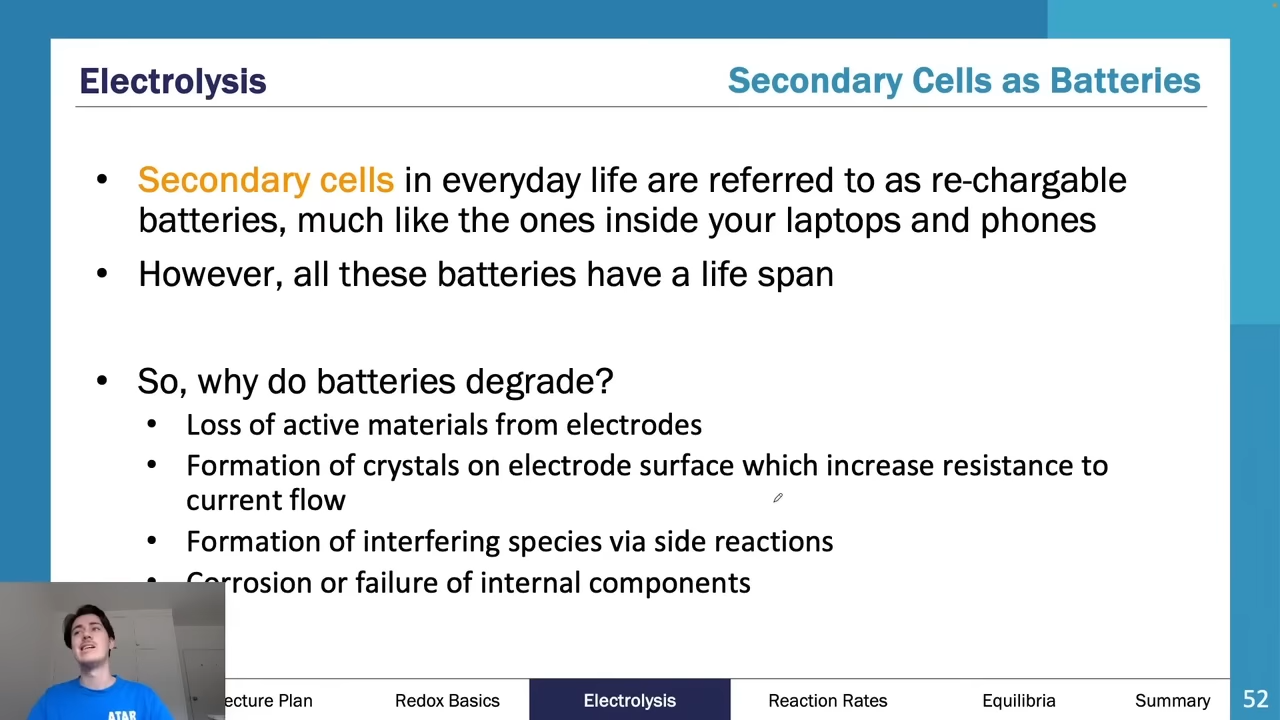 Electrolysis
Secondary Cells as Batteries
Secondary cells in everyday life are referred to as re-chargable
batteries, much like the ones inside your laptops and phones
However, all these batteries have a life span
So, why do batteries degrade?
Loss of active materials from electrodes
Formation of crystals on electrode surface which increase resistance to
current flow
Formation of interfering species via side reactions
Corrosion or failure of internal components
ATAR
ecture Plan
Redox Basics
Electrolysis
Reaction Rates
Equilibria
Summary
52